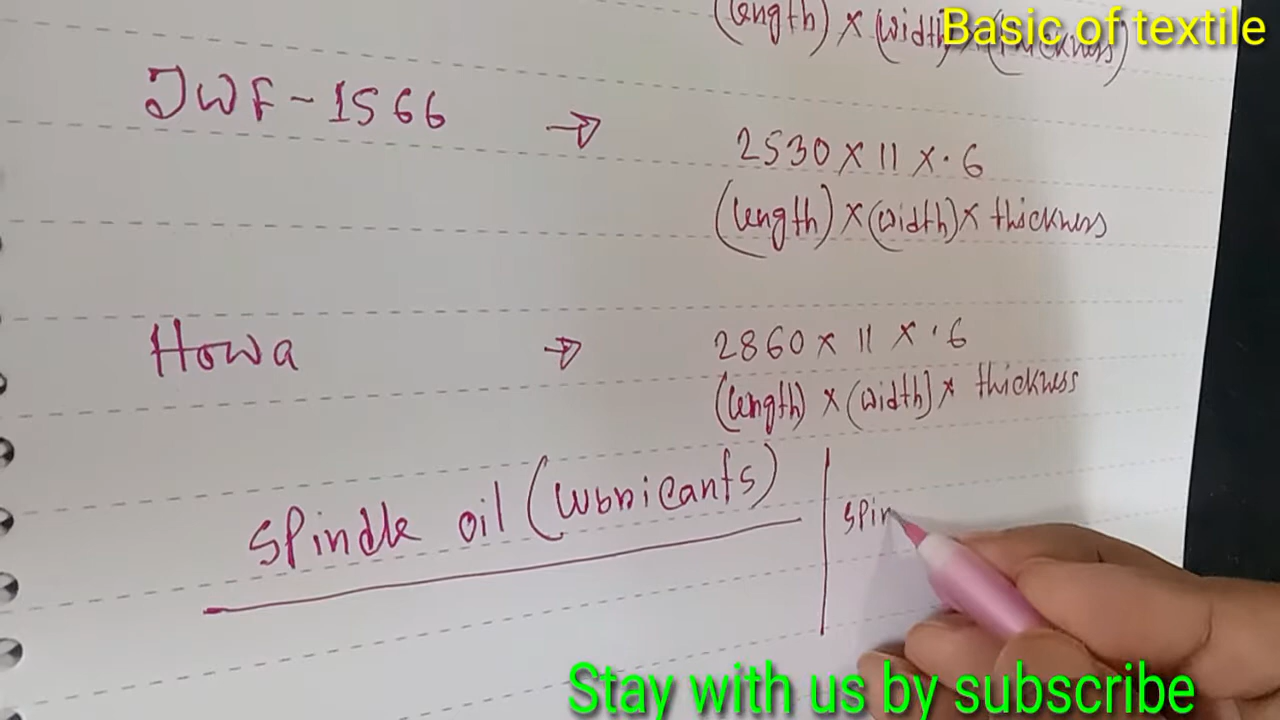 (length) × (width) × (thickness)
Basic of textile
JWF-1566 → 2530 × 11 × .6
(length) × (width) × thickness
Howa → 2860 × 11 × .6
(length) × (width) × thickness
Spindle oil (lubricants)
spin
Stay with us by subscribe